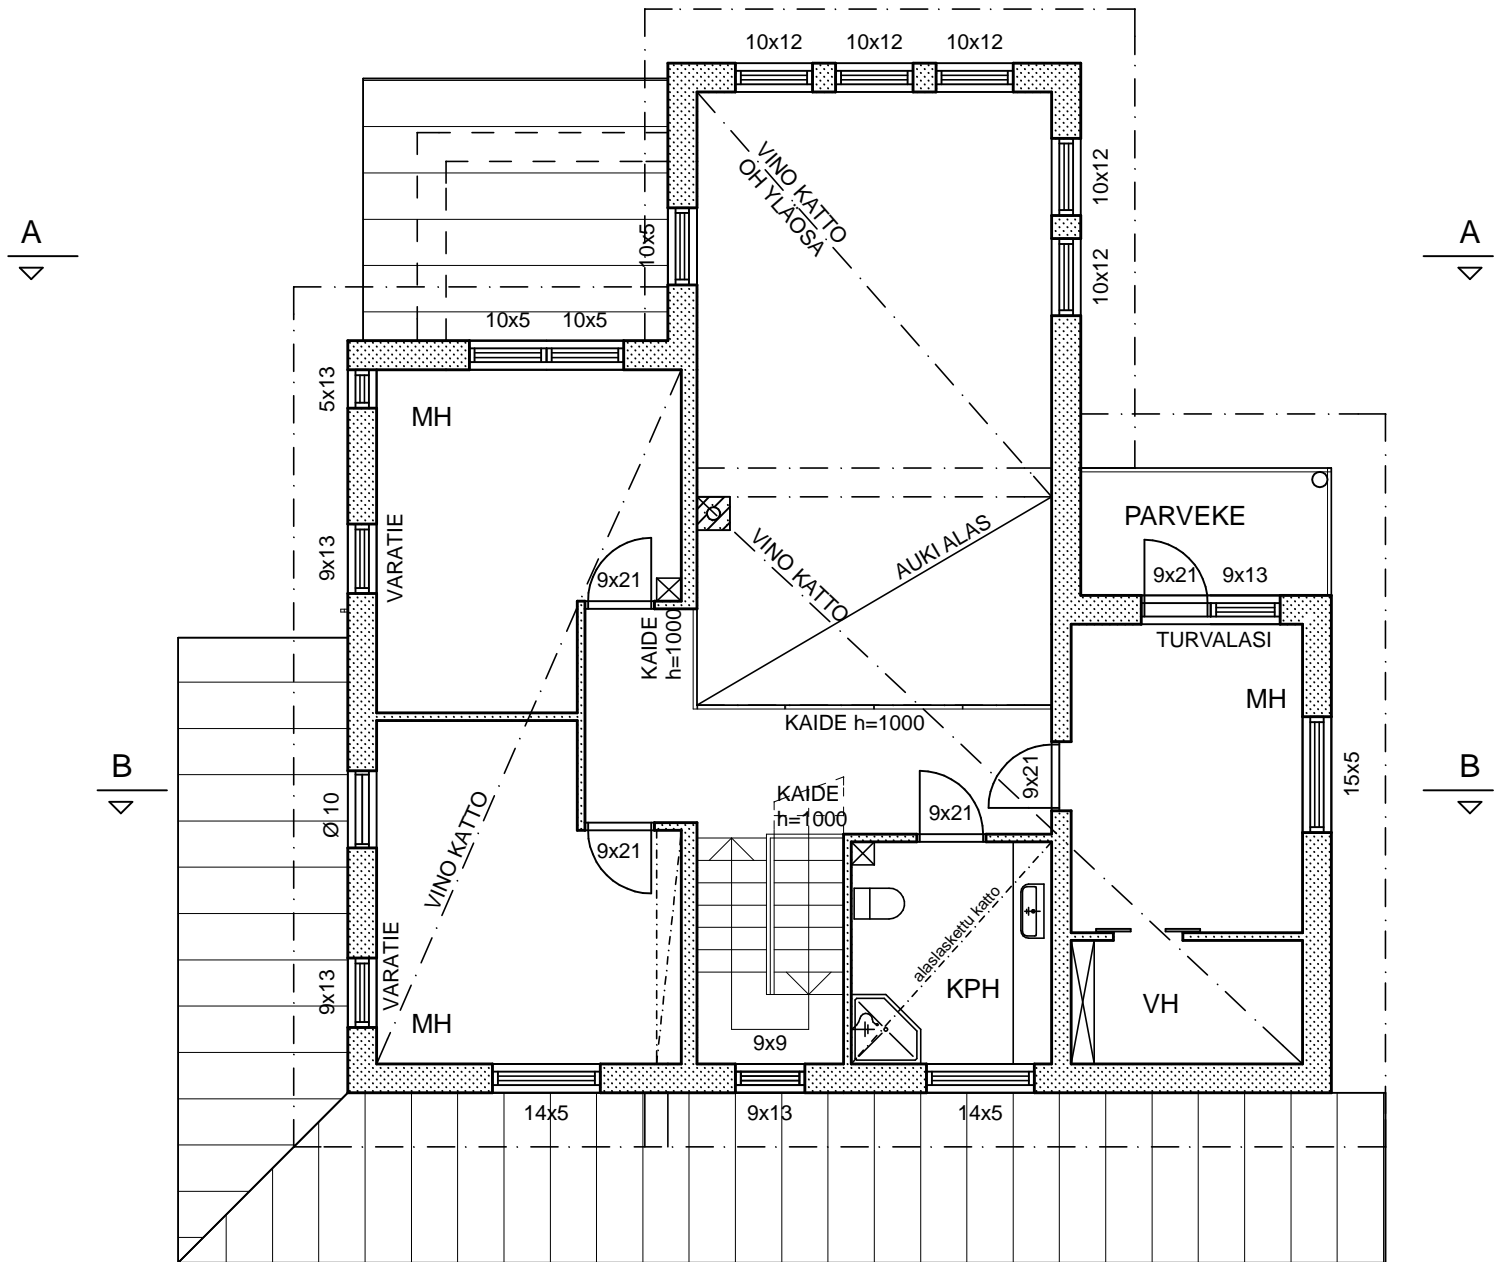 10x12
10x12
10x12
VINO KATTO
OH YLÄOSA
10x12
10x5
A
A
10x12
10x5
10x5
5x13
MH
PARVEKE
VARATIE
AUKI ALAS
VINO KATTO
9x13
9x21
9x21
9x13
KAIDE
h=1000
TURVALASI
MH
KAIDE h=1000
B
B
9x21
15x5
KAIDE
h=1000
Ø 10
9x21
9x21
VINO KATTO
alaslaskettu katto
VARATIE
9x13
KPH
VH
MH
9x9
14x5
9x13
14x5